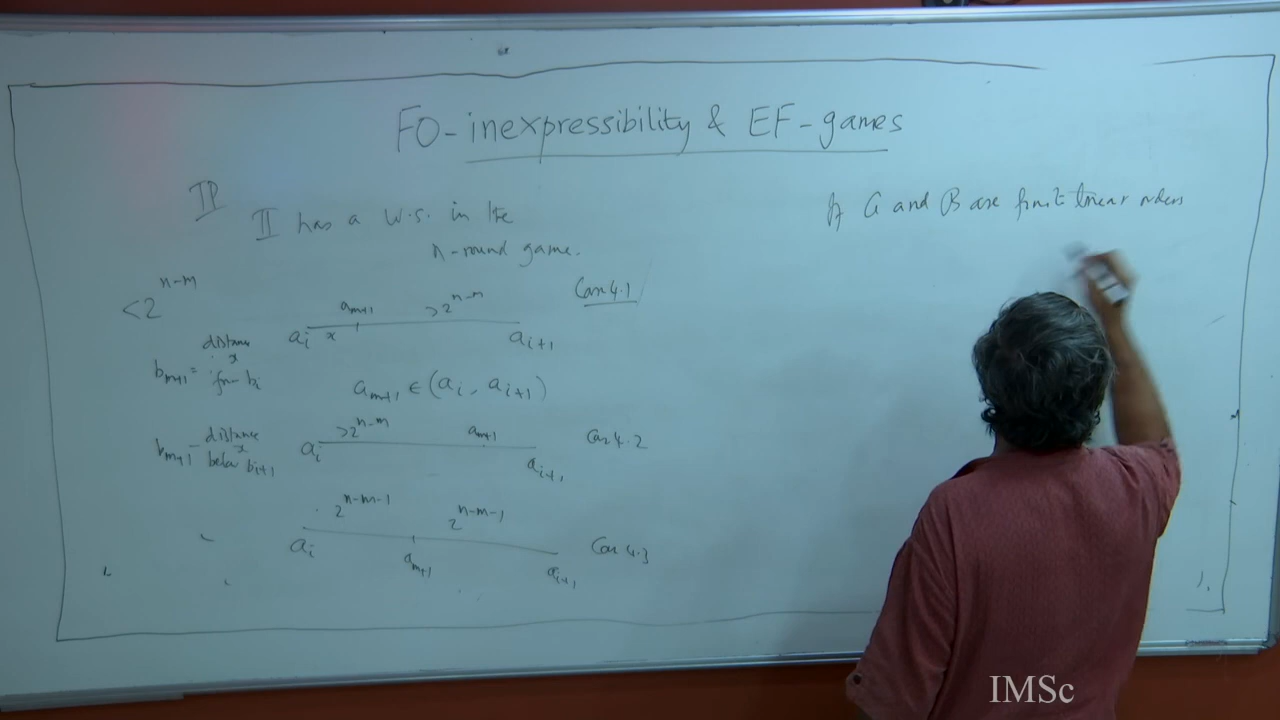 FO-inexpressibility & EF-games
II has a W.S. in the
n-round game.
< 2^{n-m}
a_{m+1} > 2^{n-m} Case 4.1
a_i x a_{i+1}
b_{m+1} = distance x from b_i
a_{m+1} ∈ (a_i, a_{i+1})
> 2^{n-m} a_{m+1} Case 4.2
a_i a_{i+1}
b_{m+1} = distance x below b_{i+1}
2^{n-m-1} 2^{n-m-1}
a_i a_{m+1} a_{i+1} Case 4.3
If G and B are finite linear orders
IMSc